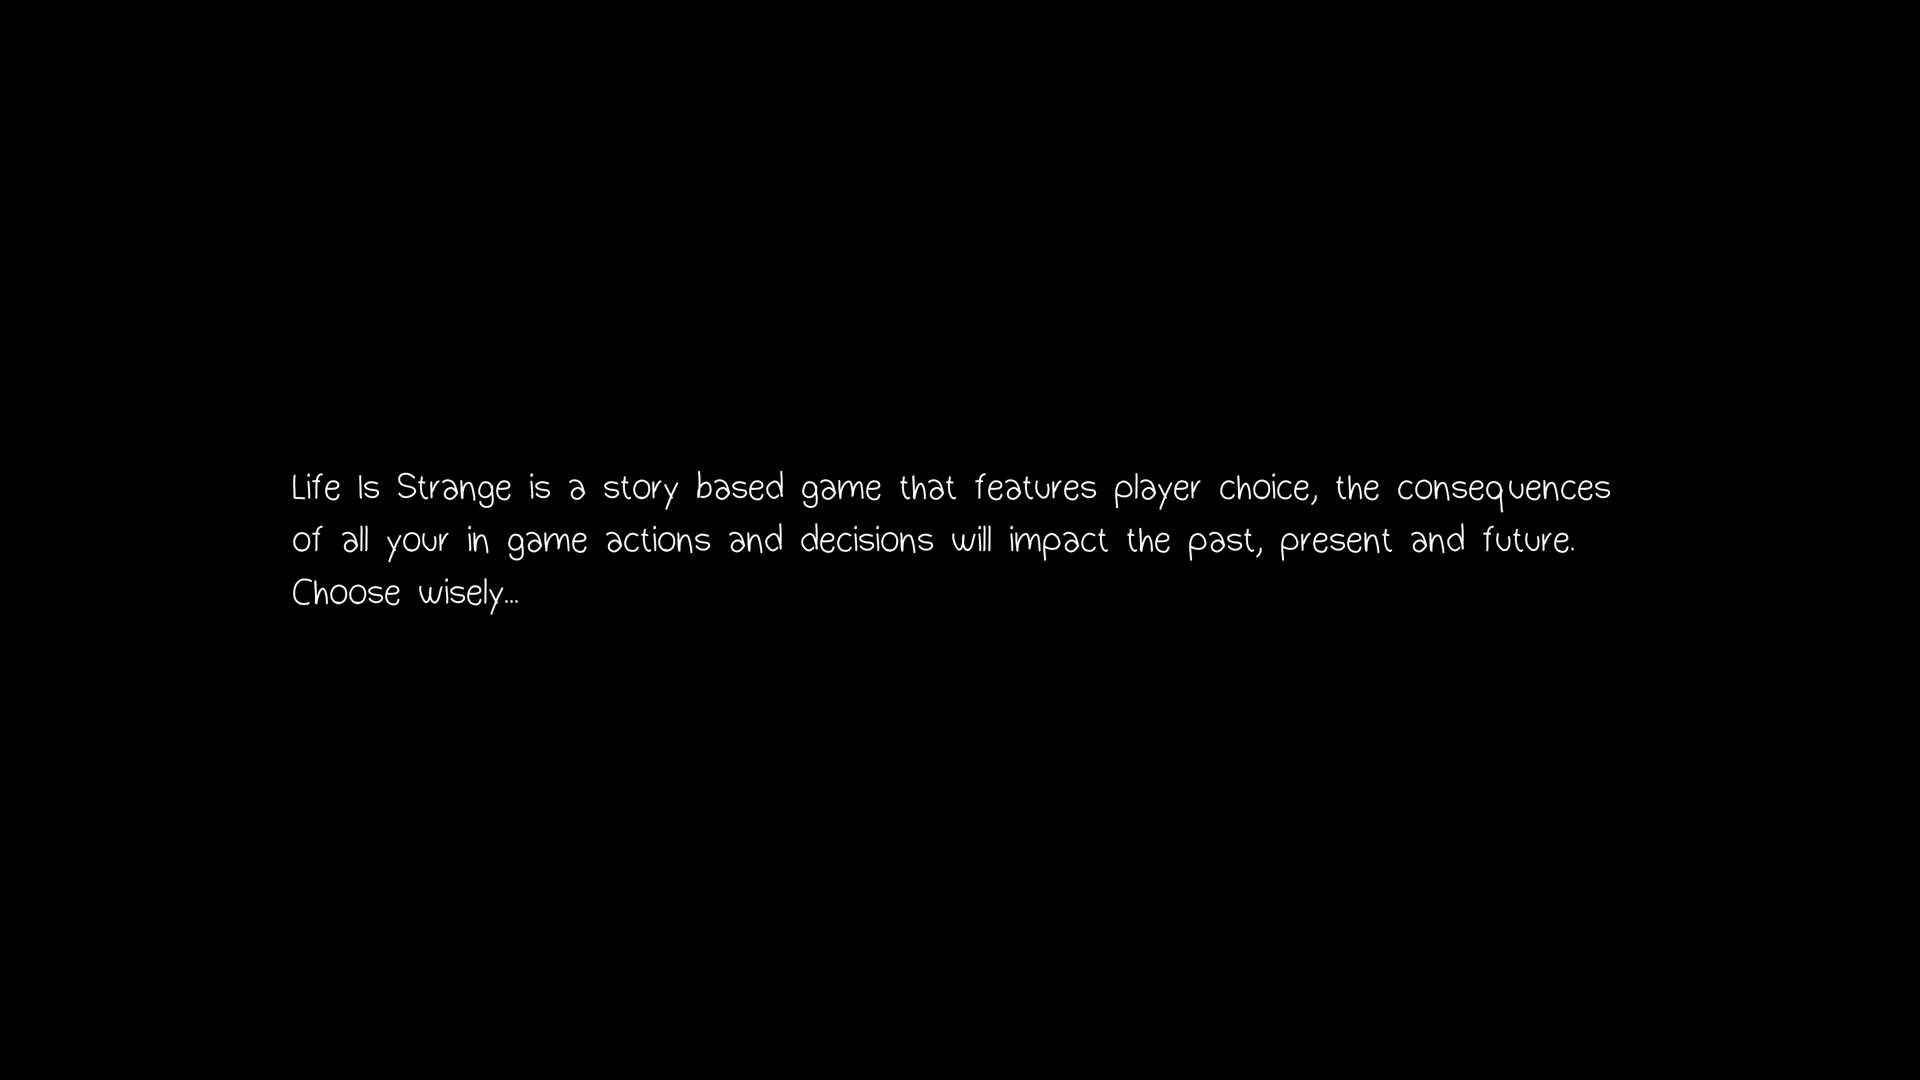 Life Is Strange is a story based game that features player choice, the consequences
of all your in game actions and decisions will impact the past, present and future.
Choose wisely...